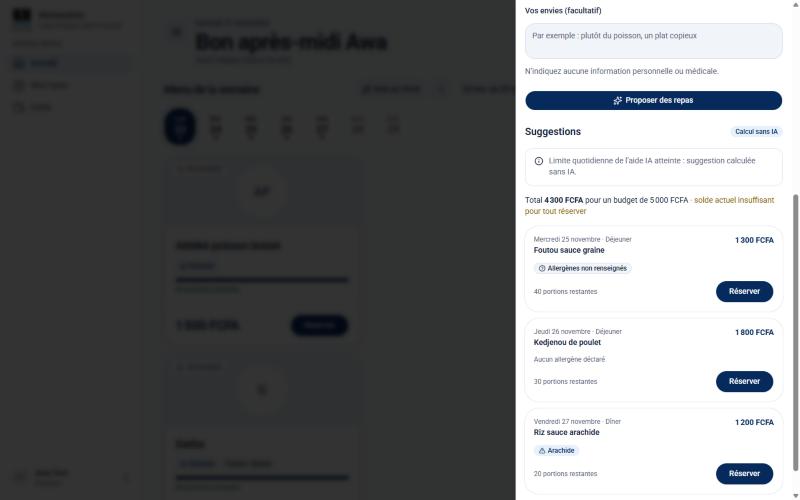 Bon après-midi Awa
Menu de la semaine
Vos envies (facultatif)
Par exemple : plutôt du poisson, un plat copieux
N'indiquez aucune information personnelle ou médicale.
Proposer des repas
Suggestions
Calcul sans IA
Limite quotidienne de l'aide IA atteinte : suggestion calculée
sans IA.
Total 4 300 FCFA pour un budget de 5 000 FCFA · solde actuel insuffisant
pour tout réserver
Mercredi 25 novembre · Déjeuner
1 300 FCFA
Foutou sauce graine
Allergènes non renseignés
40 portions restantes
Réserver
Jeudi 26 novembre · Déjeuner
1 800 FCFA
Kedjenou de poulet
Aucun allergène déclaré
30 portions restantes
Réserver
Vendredi 27 novembre · Dîner
1 200 FCFA
Riz sauce arachide
Arachide
20 portions restantes
Réserver